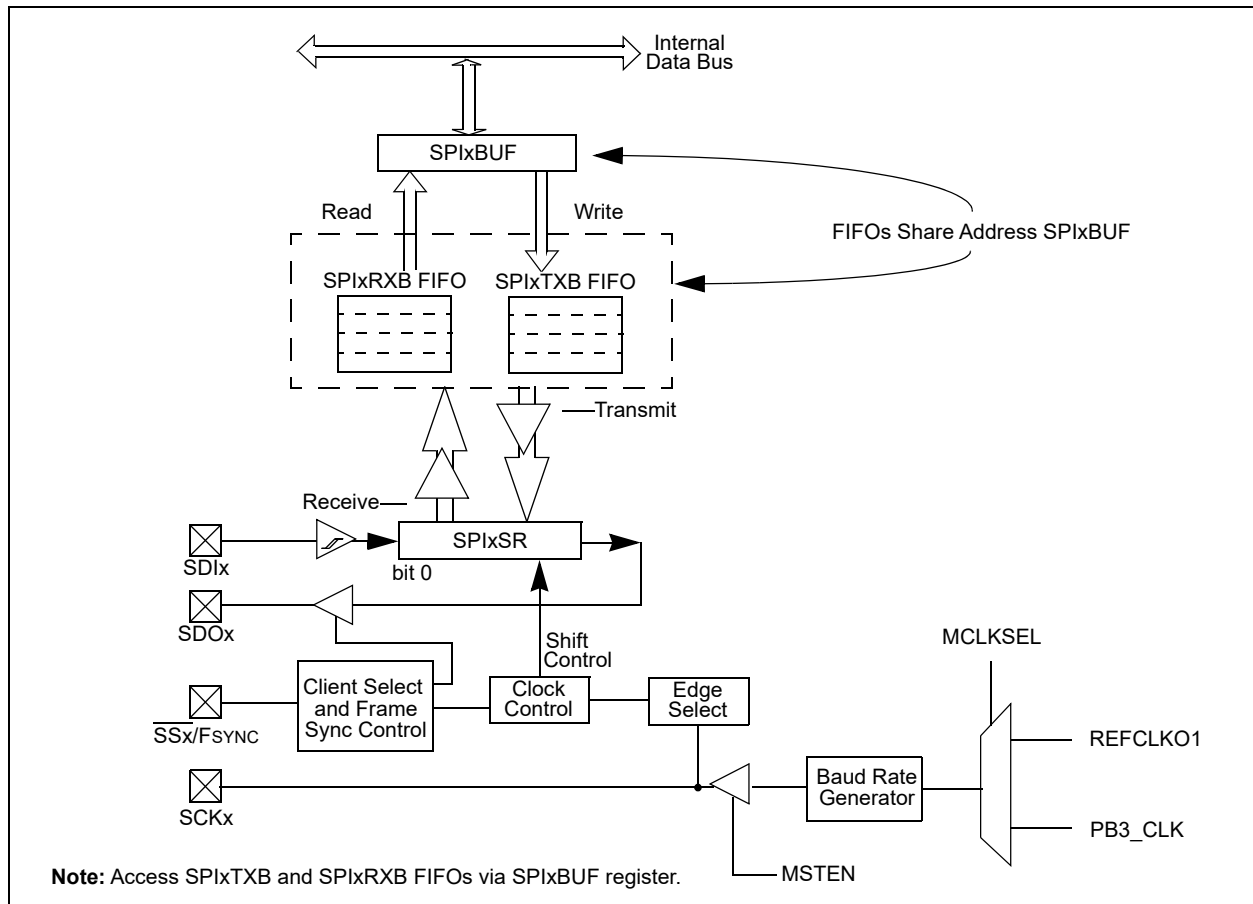 Internal
Data Bus
SPIxBUF
Read
Write
FIFOs Share Address SPIxBUF
SPIxRXB FIFO
SPIxTXB FIFO
Transmit
Receive
SDIx
SPIxSR
bit 0
SDOx
Shift
Control
MCLKSEL
Client Select
and Frame
Sync Control
Clock
Control
Edge
Select
SSx/FSYNC
REFCLKO1
Baud Rate
Generator
SCKx
PB3_CLK
MSTEN
Note: Access SPIxTXB and SPIxRXB FIFOs via SPIxBUF register.